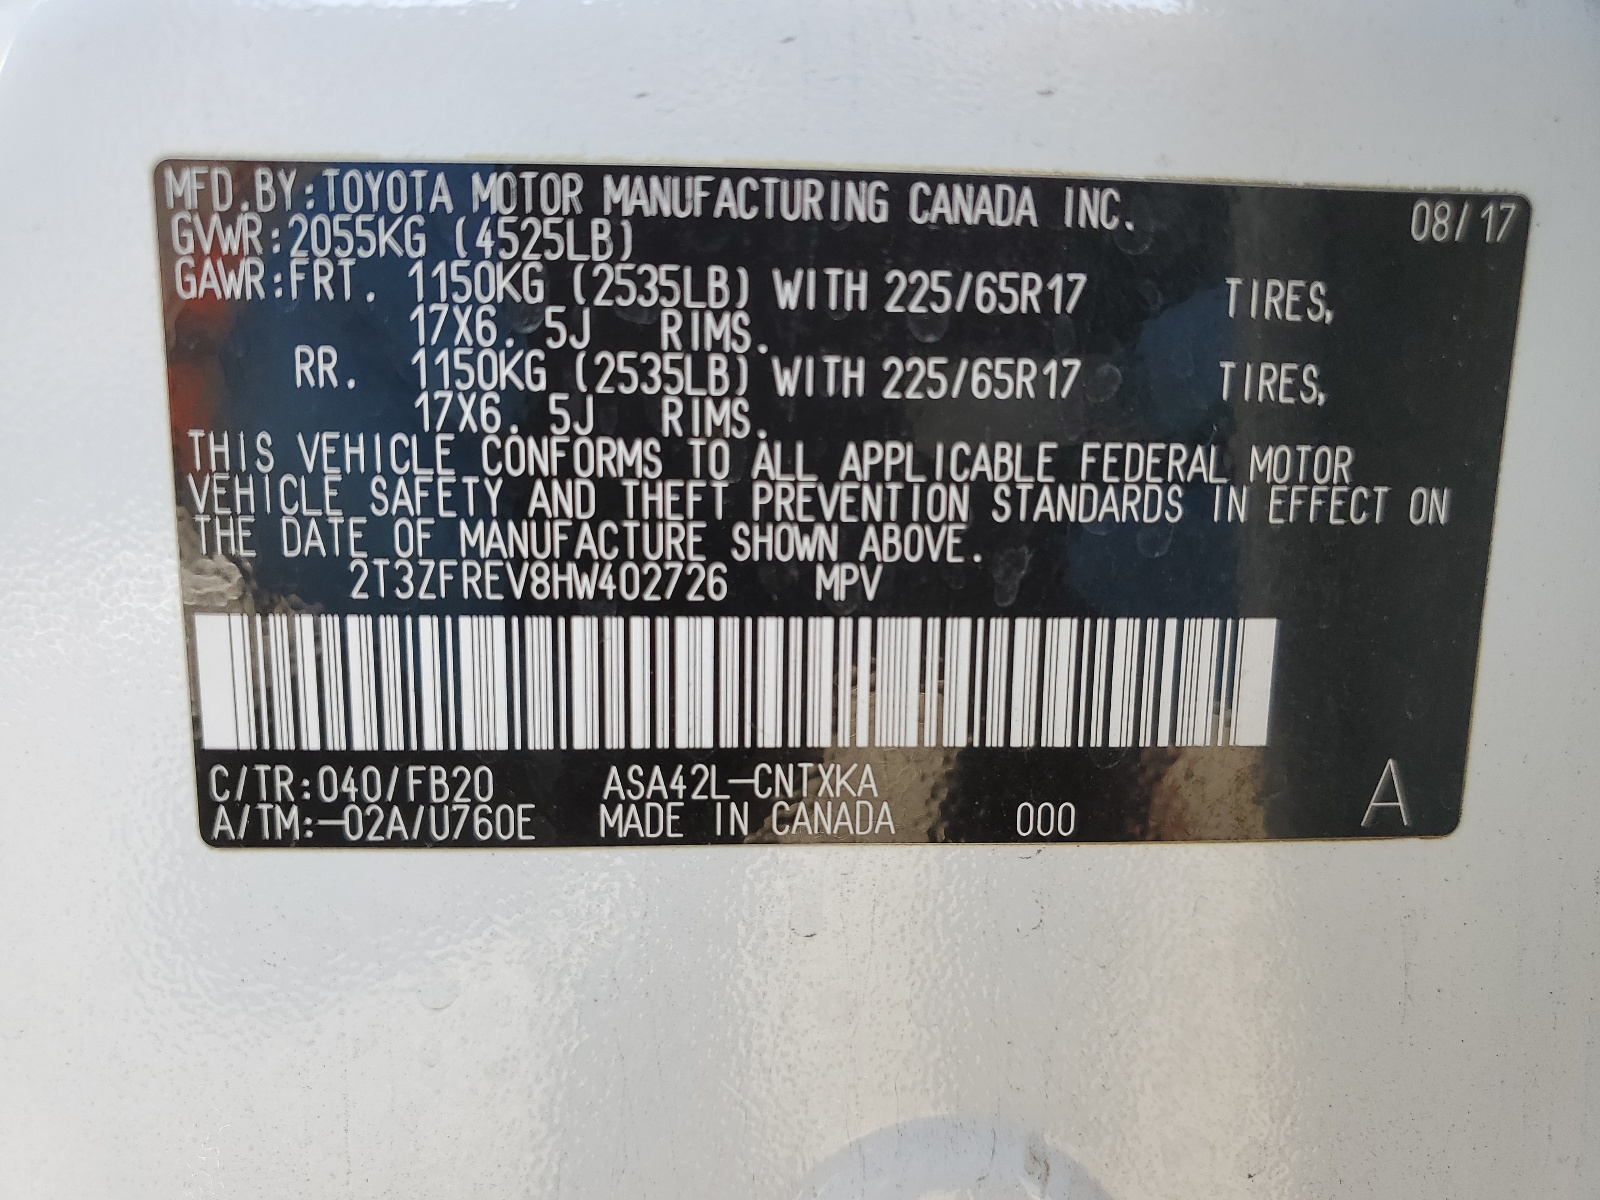 MFD.BY:TOYOTA MOTOR MANUFACTURING CANADA INC. 08/17
GVWR:2055KG (4525LB)
GAWR:FRT. 1150KG (2535LB) WITH 225/65R17 TIRES,
17X6.5J RIMS.
RR. 1150KG (2535LB) WITH 225/65R17 TIRES,
17X6.5J RIMS.
THIS VEHICLE CONFORMS TO ALL APPLICABLE FEDERAL MOTOR
VEHICLE SAFETY AND THEFT PREVENTION STANDARDS IN EFFECT ON
THE DATE OF MANUFACTURE SHOWN ABOVE.
2T3ZFREV8HW402726 MPV
C/TR:040/FB20 ASA42L-CNTXKA
A/TM:-02A/U760E MADE IN CANADA 000 A